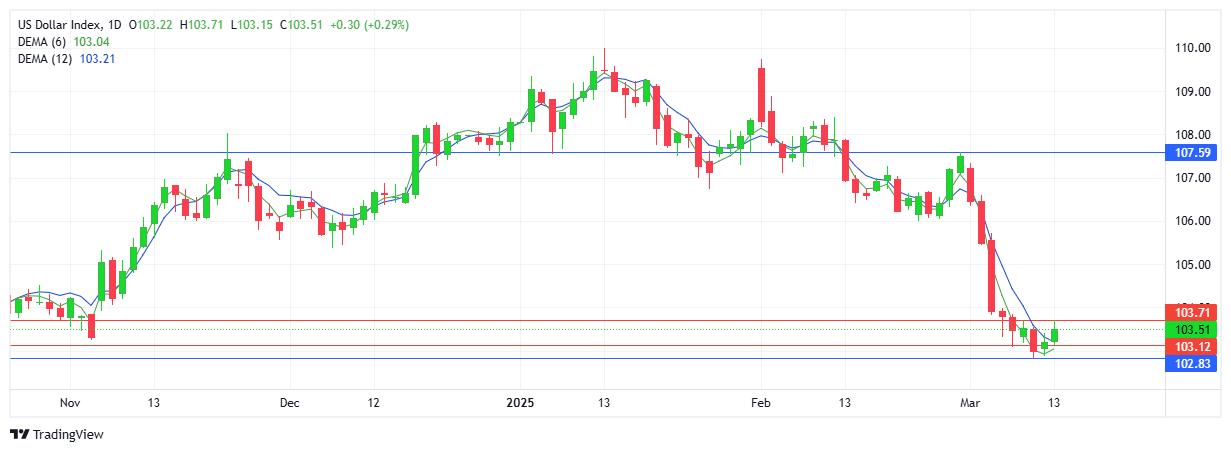 US Dollar Index, 1D O103.22 H103.71 L103.15 C103.51 +0.30 (+0.29%)
DEMA (6) 103.04
DEMA (12) 103.21
110.00
109.00
108.00
107.59
107.00
106.00
105.00
103.71
103.51
103.12
102.83
Nov 13 Dec 12 2025 13 Feb 13 Mar 13
TradingView